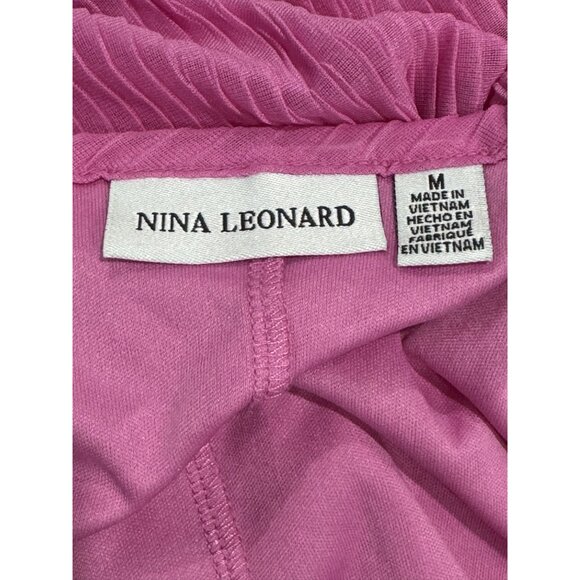 NINA LEONARD
M
MADE IN
VIETNAM
HECHO EN
VIETNAM
FABRIQUÉ
EN VIETNAM